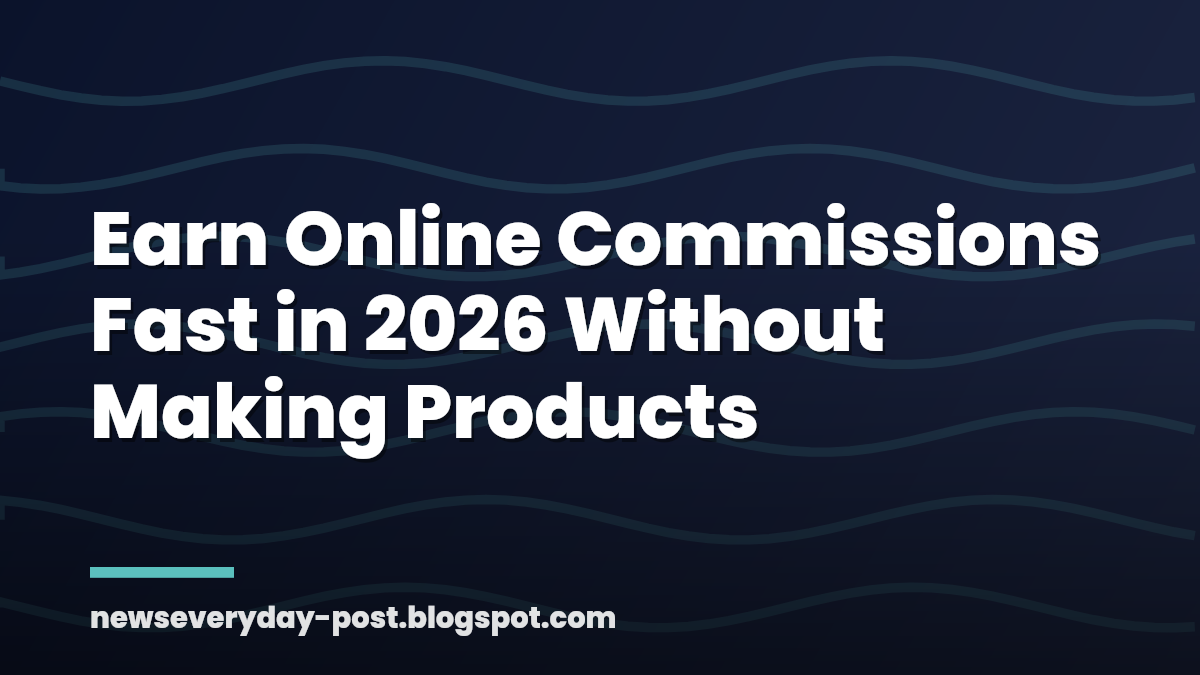 Earn Online Commissions
Fast in 2026 Without
Making Products
newseveryday-post.blogspot.com